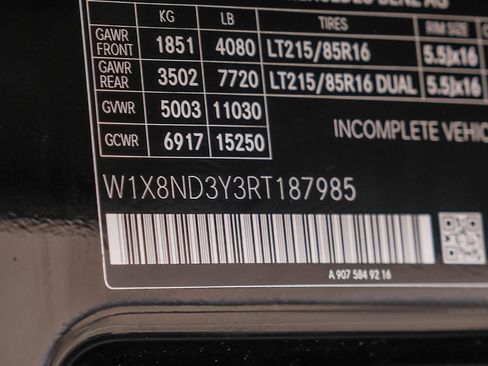 KG LB TIRES RIM SIZE
GAWR FRONT 1851 4080 LT215/85R16 5.5Jx16
GAWR REAR 3502 7720 LT215/85R16 DUAL 5.5Jx16
GVWR 5003 11030
GCWR 6917 15250
INCOMPLETE VEHIC
W1X8ND3Y3RT187985
A 907 584 92 16